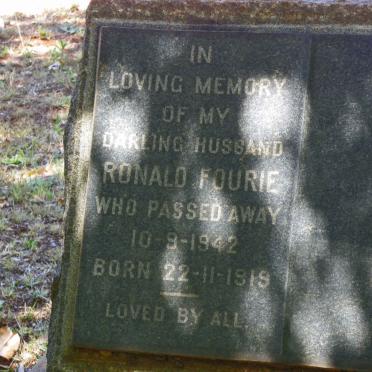 IN
LOVING MEMORY
OF MY
DARLING HUSBAND
RONALD FOURIE
WHO PASSED AWAY
10-9-1942
BORN 22-11-1919
LOVED BY ALL.